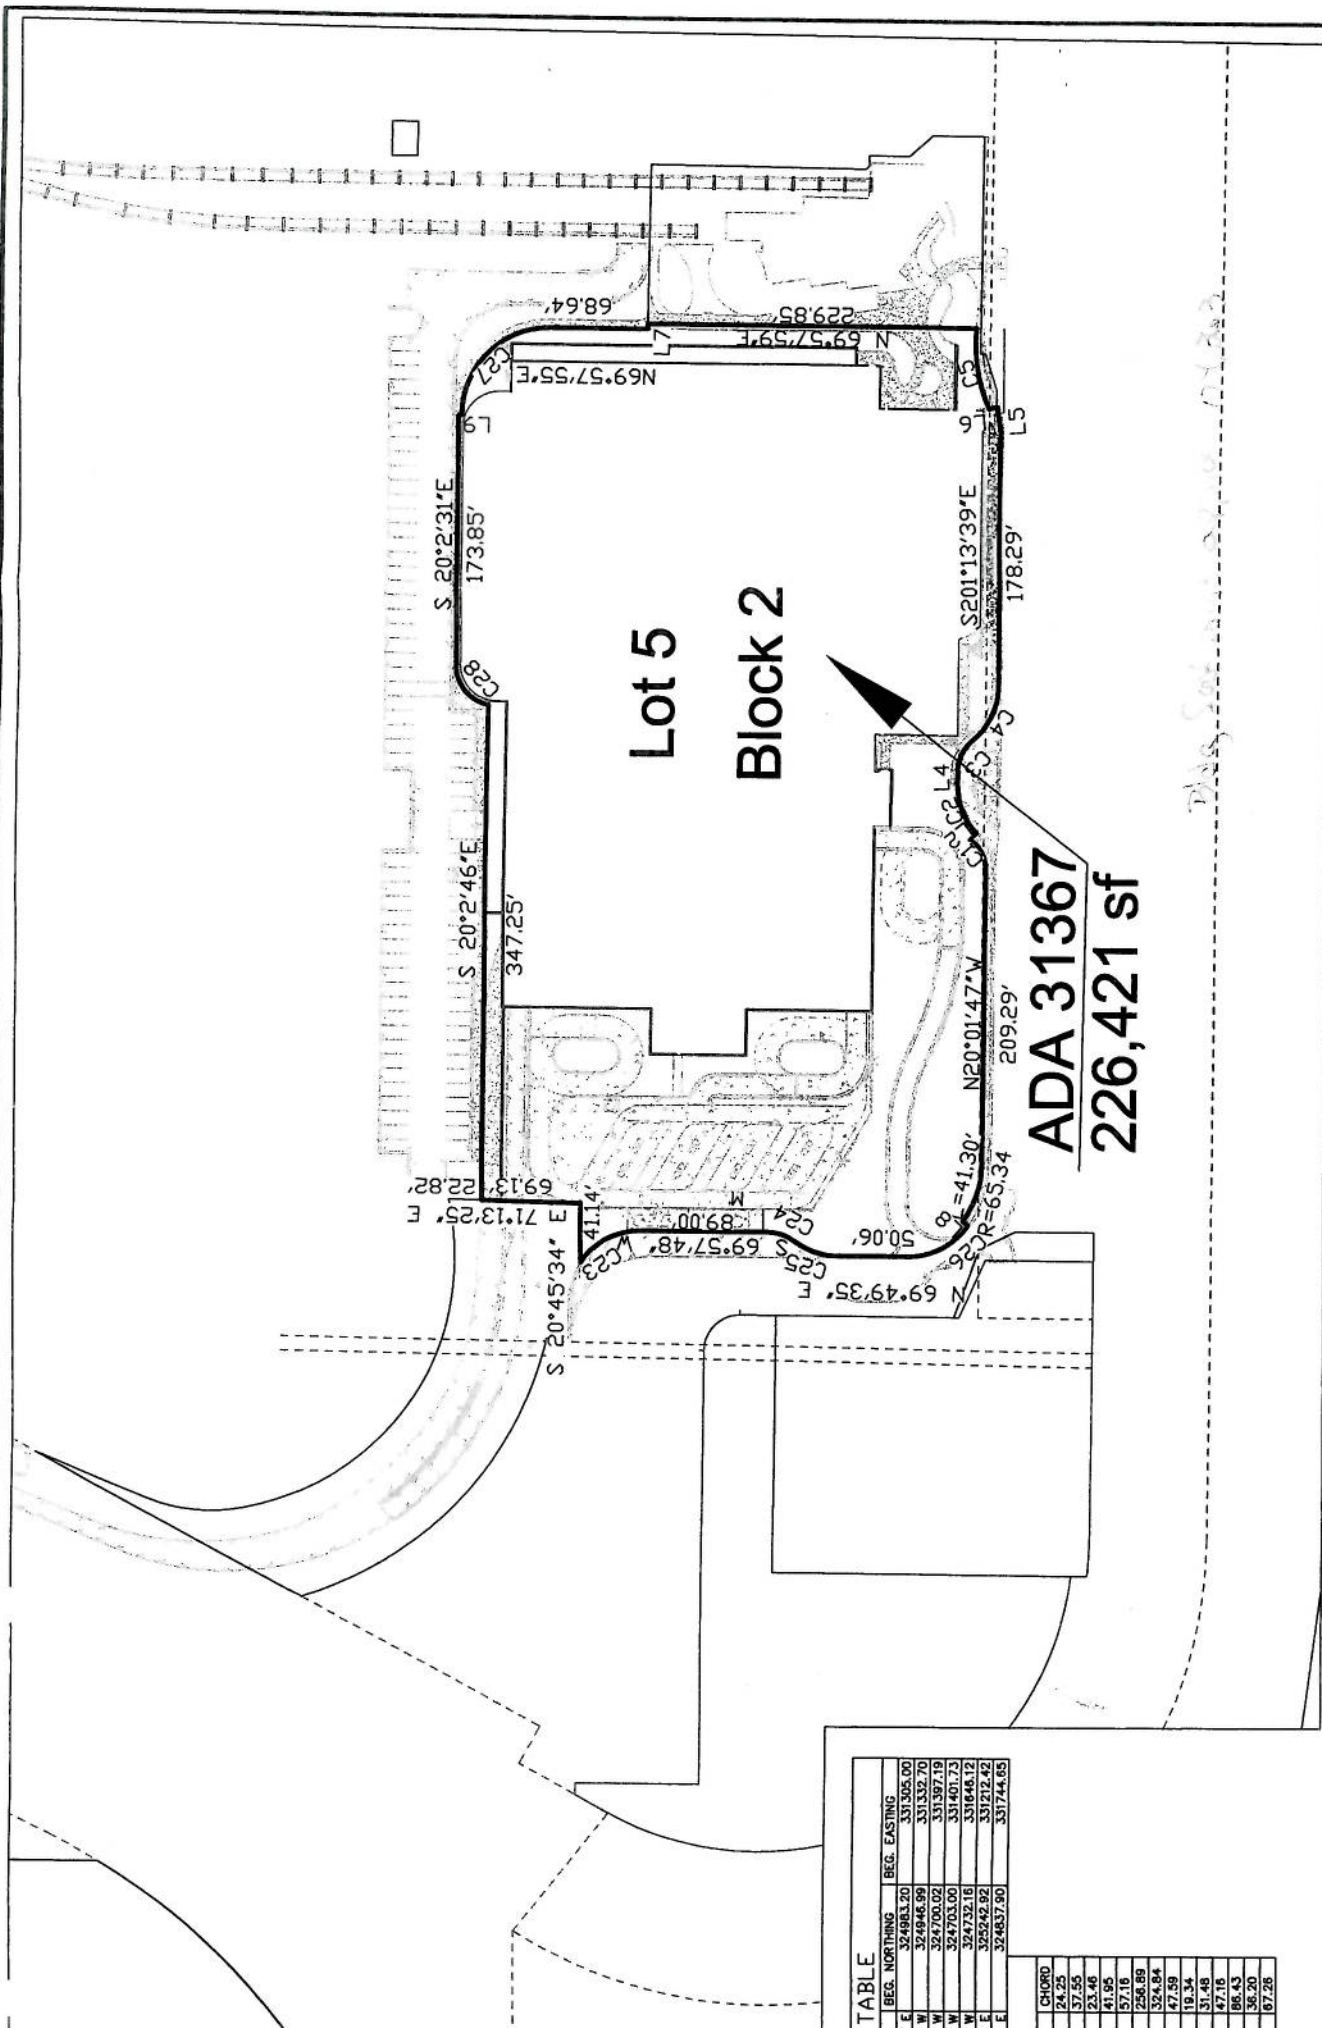 68.64'
C27
L7
229.85'
N 69°57'59"E
N69°57'55"E
C5
L9
L6
L5
S 20°2'31"E
173.85'
S201°13'39"E
178.29'
C28
Lot 5
Block 2
C4
C3
L4
C2
C1
S 20°2'46"E
347.25'
N20°01'47"W
209.29'
ADA 31367
226,421 sf
22.82'
69.13'
71°13'25" E
41.14'
S 20°45'34" E
C23
W
89.00'
M
S 69°57'48"
C24
C25
50.06'
N 69°49'35" E
=41.30'
R=65.34
C26
TABLE
BEG. NORTHING BEG. EASTING
E 324983.20 331305.00
W 324946.99 331332.70
W 324700.02 331397.19
W 324703.00 331401.73
W 324732.16 331646.12
E 325242.92 331212.42
E 324837.90 331744.65
CHORD
24.25
37.55
23.46
41.95
57.16
256.89
324.84
47.59
19.34
31.48
47.16
86.43
36.20
67.26